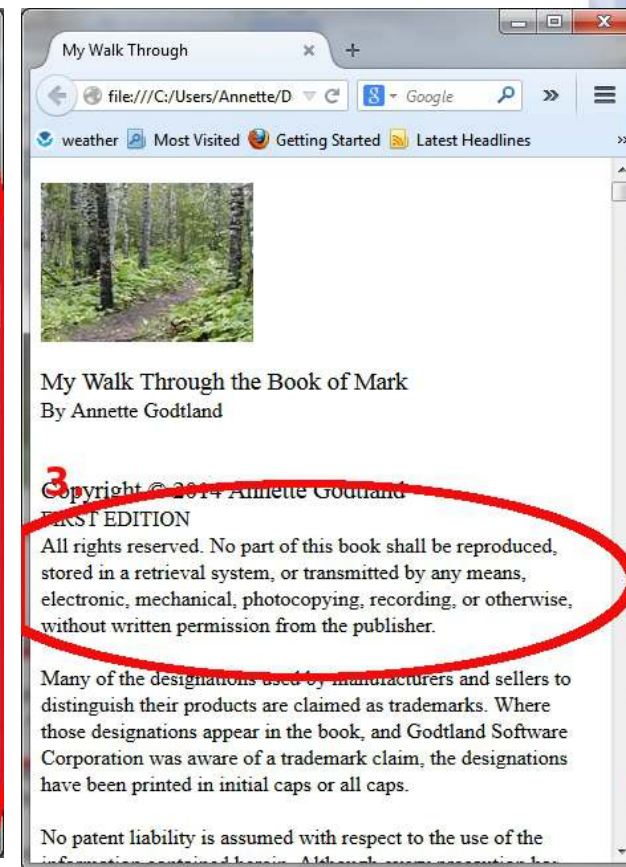 My Walk Through
file:///C:/Users/Annette/D
8 Google
weather Most Visited Getting Started Latest Headlines
My Walk Through the Book of Mark
By Annette Godtland
3.
Copyright © 2014 Annette Godtland
FIRST EDITION
All rights reserved. No part of this book shall be reproduced,
stored in a retrieval system, or transmitted by any means,
electronic, mechanical, photocopying, recording, or otherwise,
without written permission from the publisher.
Many of the designations used by manufacturers and sellers to
distinguish their products are claimed as trademarks. Where
those designations appear in the book, and Godtland Software
Corporation was aware of a trademark claim, the designations
have been printed in initial caps or all caps.
No patent liability is assumed with respect to the use of the